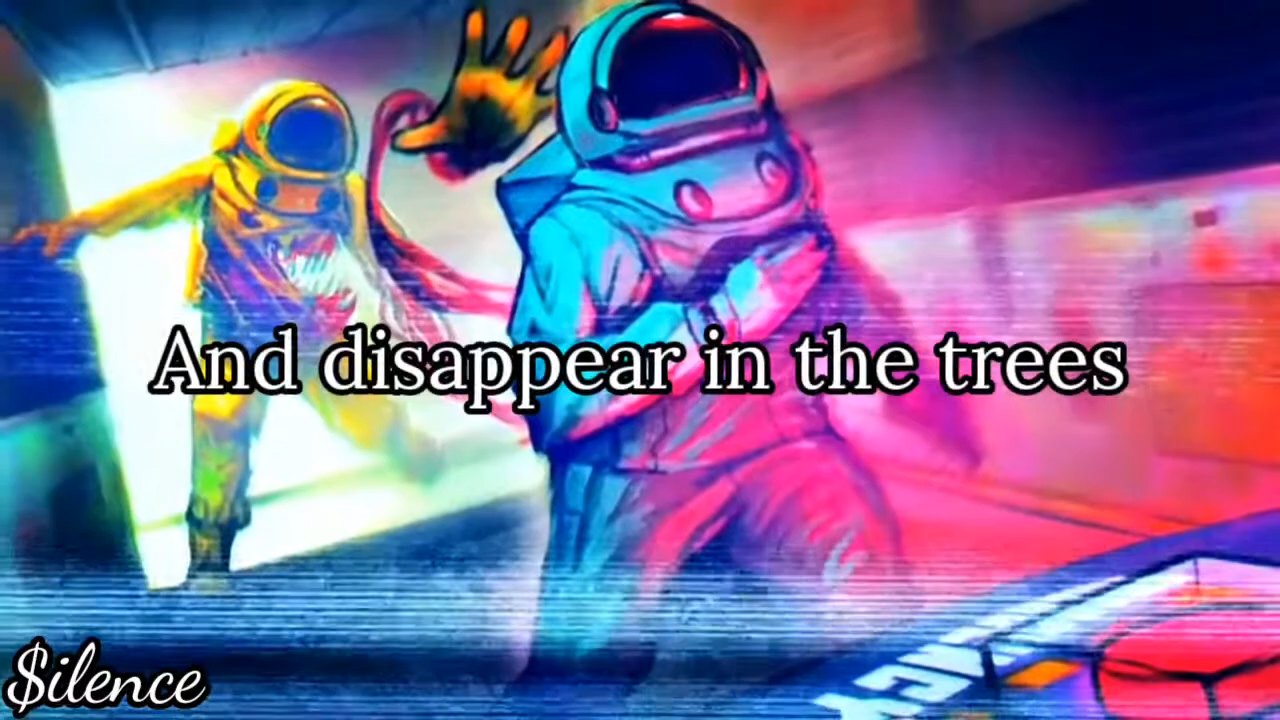 And disappear in the trees
$ilence